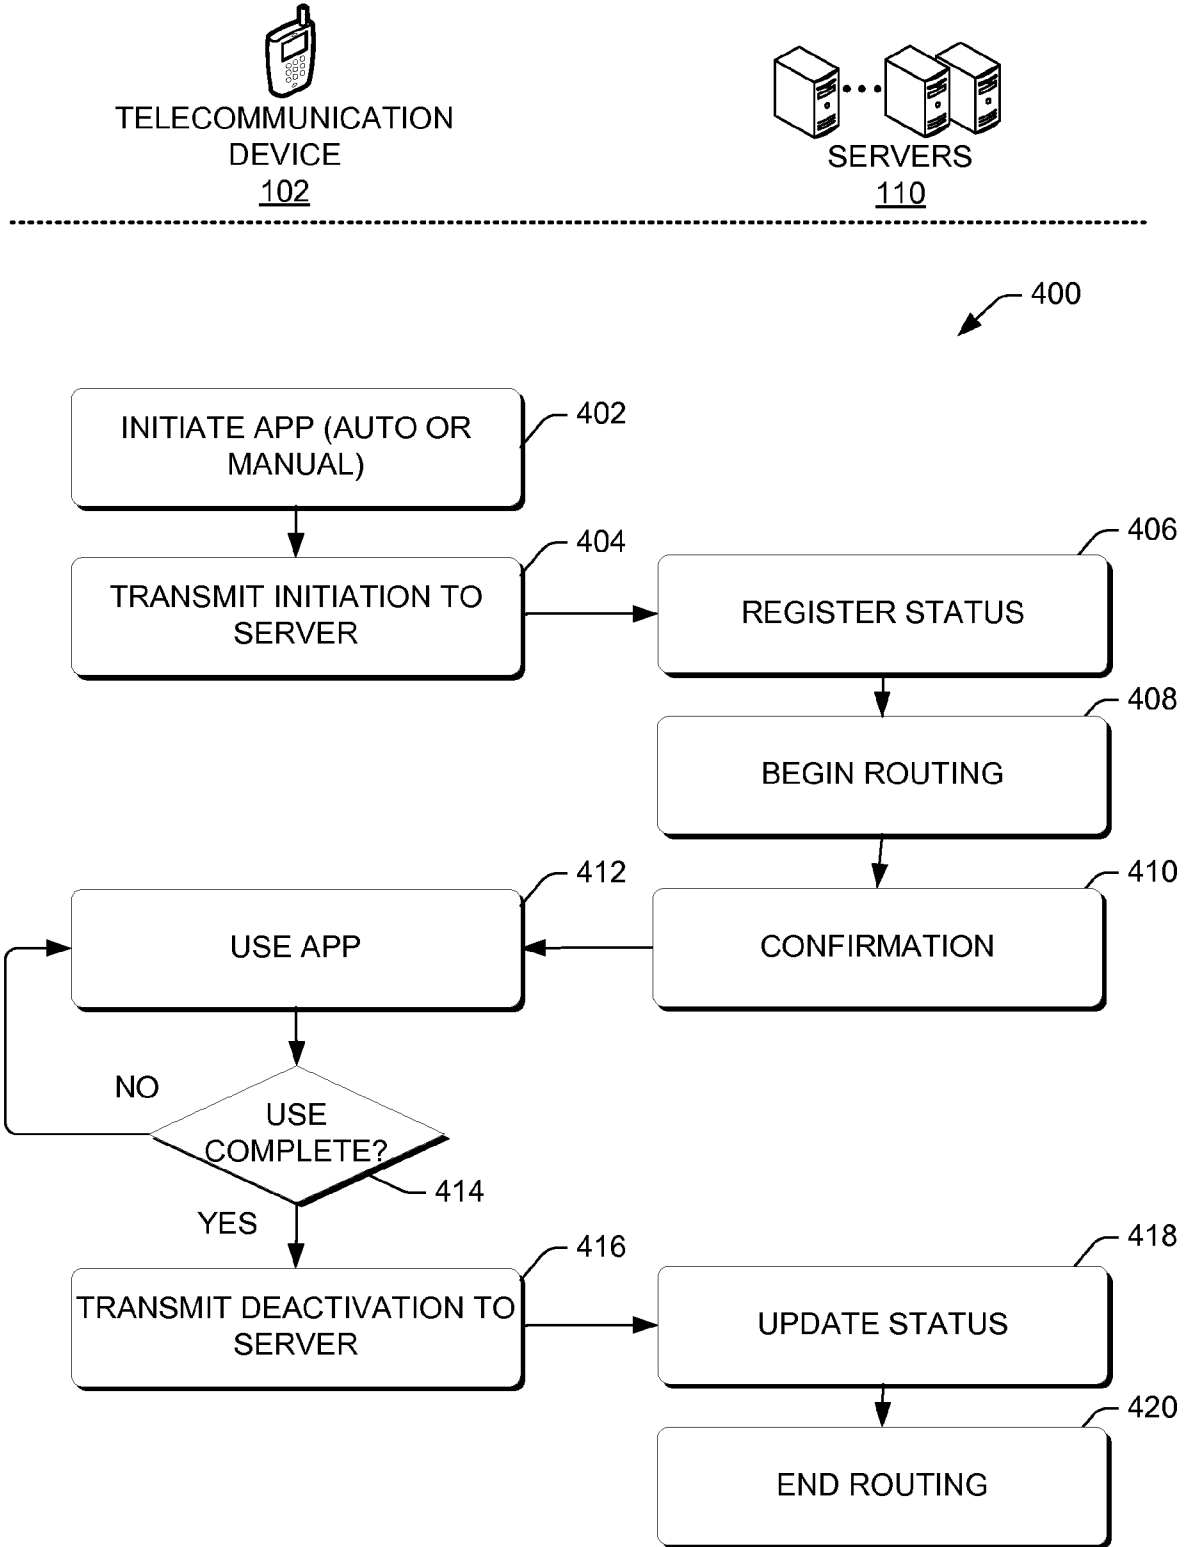 TELECOMMUNICATION
DEVICE
102
SERVERS
110
400
INITIATE APP (AUTO OR
MANUAL)
402
TRANSMIT INITIATION TO
SERVER
404
REGISTER STATUS
406
BEGIN ROUTING
408
CONFIRMATION
410
USE APP
412
NO
USE
COMPLETE?
414
YES
TRANSMIT DEACTIVATION TO
SERVER
416
UPDATE STATUS
418
END ROUTING
420